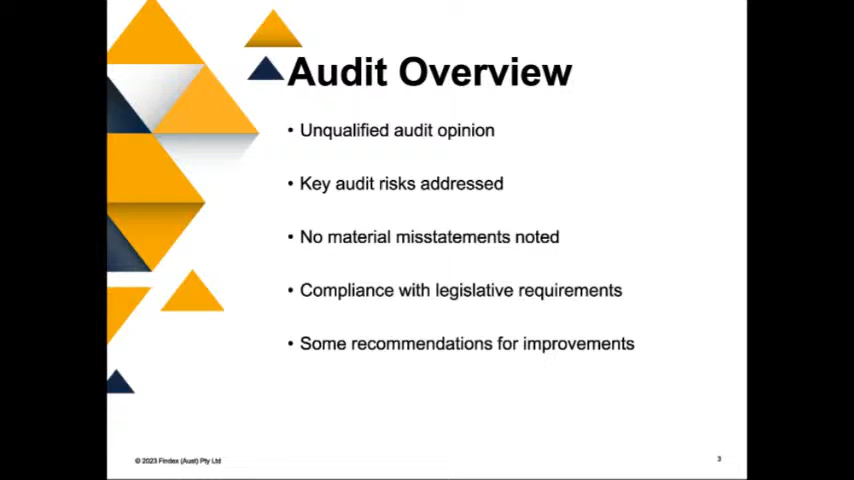 Audit Overview
• Unqualified audit opinion
• Key audit risks addressed
• No material misstatements noted
• Compliance with legislative requirements
• Some recommendations for improvements
© 2023 Findex (Aust) Pty Ltd
3